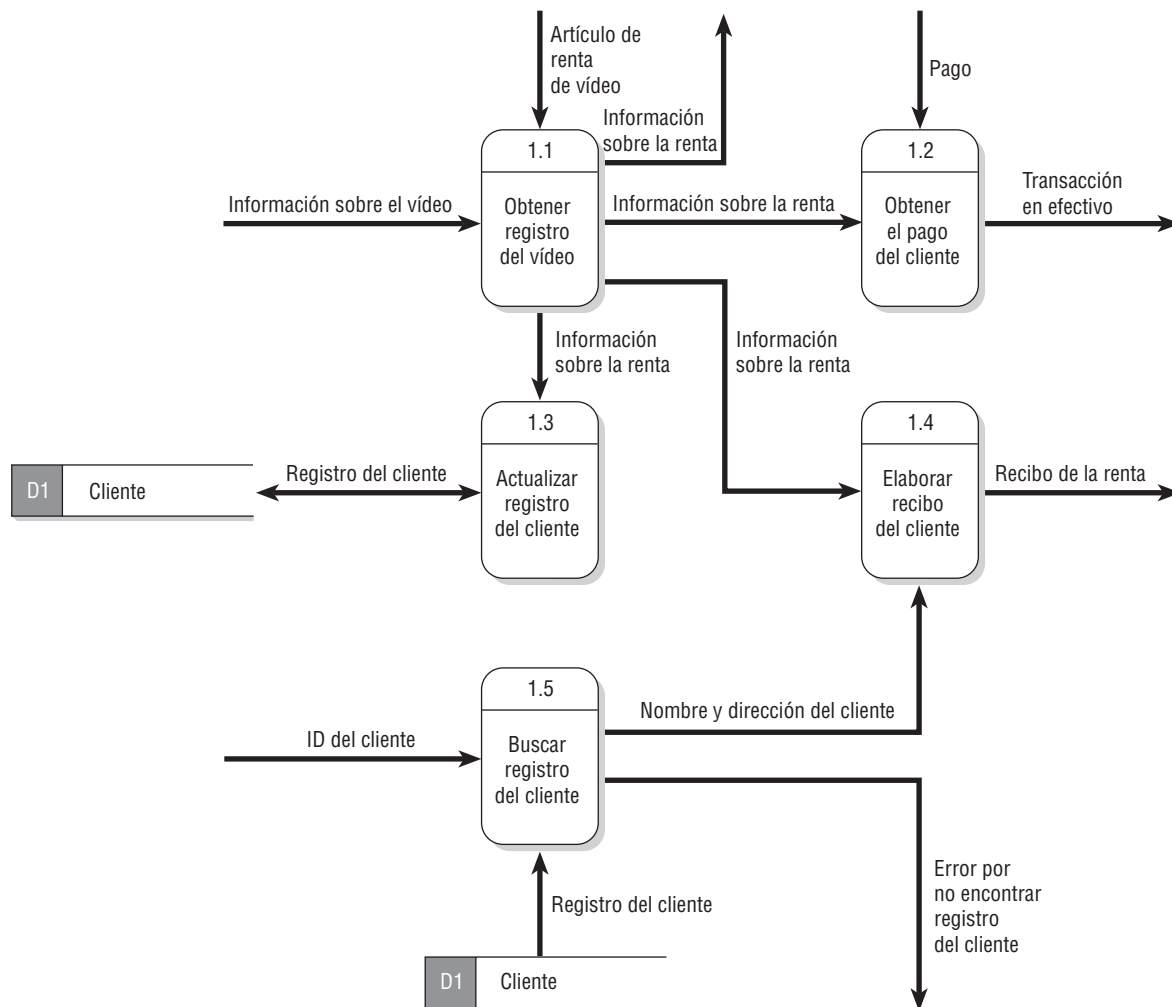 Artículo de
renta
de vídeo
Información
sobre la renta
Pago
1.1
Obtener
registro
del vídeo
Información sobre el vídeo
Información sobre la renta
1.2
Obtener
el pago
del cliente
Transacción
en efectivo
Información
sobre la renta
Información
sobre la renta
1.3
Actualizar
registro
del cliente
D1
Cliente
Registro del cliente
1.4
Elaborar
recibo
del cliente
Recibo de la renta
1.5
Buscar
registro
del cliente
ID del cliente
Nombre y dirección del cliente
Error por
no encontrar
registro
del cliente
Registro del cliente
D1
Cliente